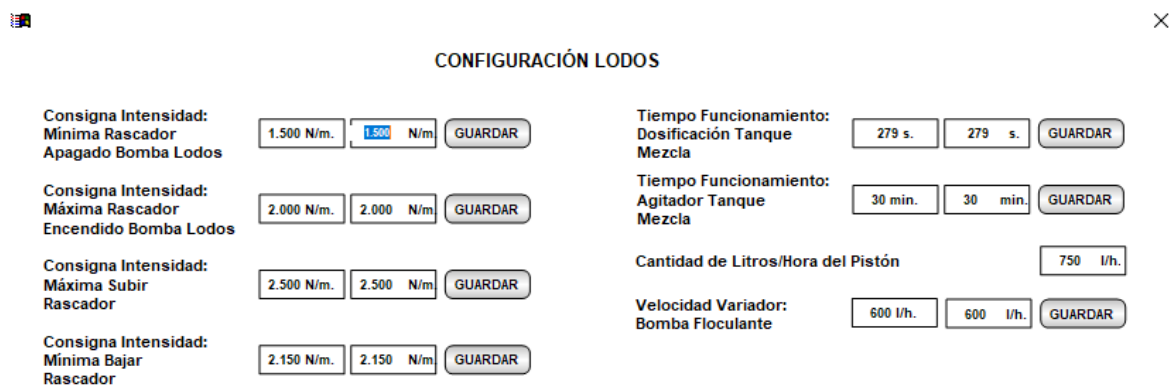 CONFIGURACIÓN LODOS
Consigna Intensidad:
Mínima Rascador
Apagado Bomba Lodos
1.500 N/m. 1.500 N/m. GUARDAR
Consigna Intensidad:
Máxima Rascador
Encendido Bomba Lodos
2.000 N/m. 2.000 N/m. GUARDAR
Consigna Intensidad:
Máxima Subir
Rascador
2.500 N/m. 2.500 N/m. GUARDAR
Consigna Intensidad:
Mínima Bajar
Rascador
2.150 N/m. 2.150 N/m. GUARDAR
Tiempo Funcionamiento:
Dosificación Tanque
Mezcla
279 s. 279 s. GUARDAR
Tiempo Funcionamiento:
Agitador Tanque
Mezcla
30 min. 30 min. GUARDAR
Cantidad de Litros/Hora del Pistón
750 l/h.
Velocidad Variador:
Bomba Floculante
600 l/h. 600 l/h. GUARDAR